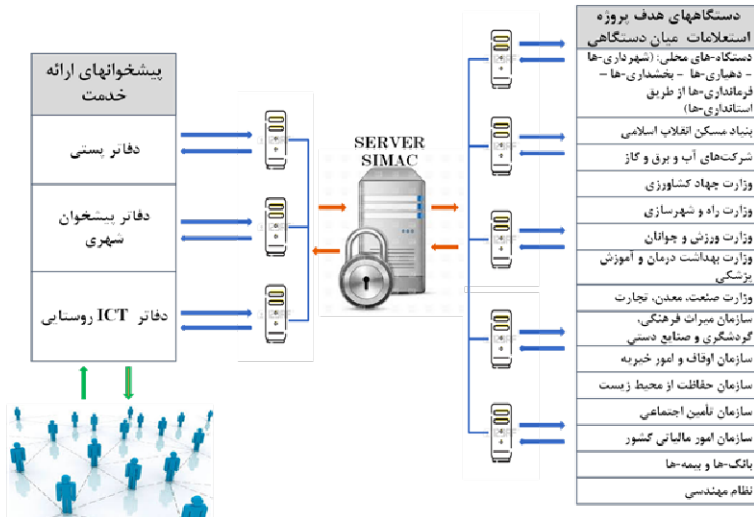 دستگاههای هدف پروژه
استعلامات میان دستگاهی
دستگاه-های محلی: (شهرداری-ها
- دهیاری-ها - بخشداری-ها –
فرمانداری-ها از طریق
استانداری-ها)
بنیاد مسکن انقلاب اسلامی
شرکت‌های آب و برق و گاز
وزارت جهاد کشاورزی
وزارت راه و شهرسازی
وزارت ورزش و جوانان
وزارت بهداشت درمان و آموزش
پزشکی
وزارت صنعت، معدن، تجارت
سازمان میراث فرهنگی،
گردشگری و صنایع دستی
سازمان اوقاف و امور خیریه
سازمان حفاظت از محیط زیست
سازمان تأمین اجتماعی
سازمان امور مالیاتی کشور
بانک-ها و بیمه-ها
نظام مهندسی
SERVER
SIMAC
پیشخوانهای ارائه
خدمت
دفاتر پستی
دفاتر پیشخوان
شهری
دفاتر ICT روستایی